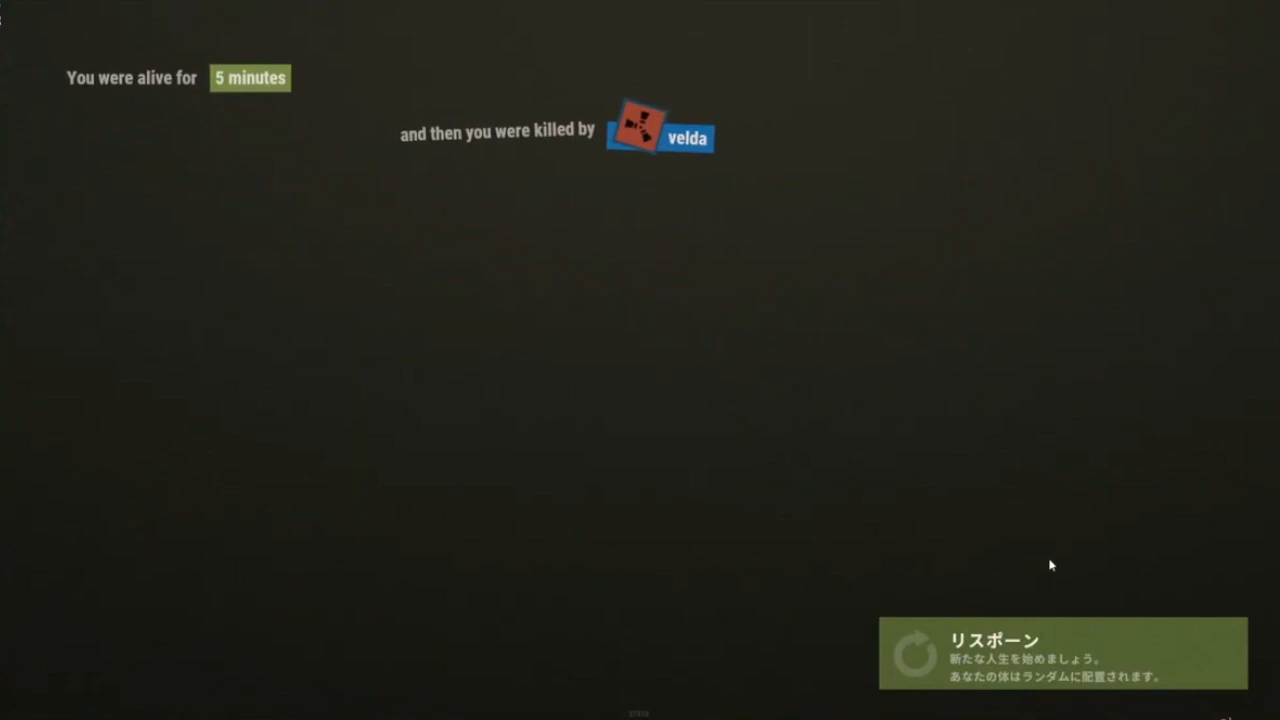 You were alive for 5 minutes
and then you were killed by velda
リスポーン
新たな人生を始めましょう。
あなたの体はランダムに配置されます。